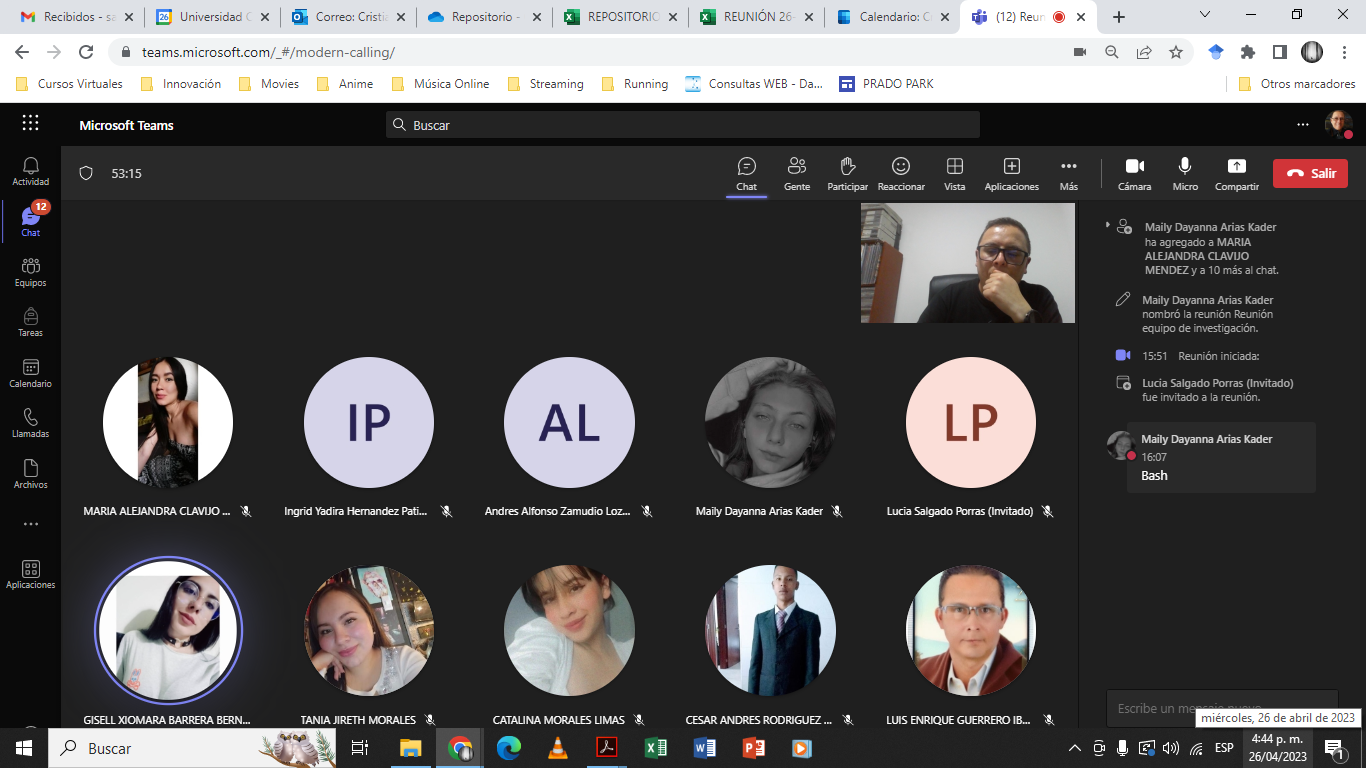 Recibidos - sa
26
Universidad C
Correo: Cristia
Repositorio -
REPOSITORIO
REUNIÓN 26-
Calendario: C
(12) Reun
teams.microsoft.com/_#/modern-calling/
Cursos Virtuales
Innovación
Movies
Anime
Música Online
Streaming
Running
Consultas WEB - Da...
PRADO PARK
Otros marcadores
Microsoft Teams
Buscar
53:15
Chat
Gente
Participar
Reaccionar
Vista
Aplicaciones
Más
Cámara
Micro
Compartir
Salir
Actividad
12
Chat
Equipos
Tareas
Calendario
Llamadas
Archivos
Aplicaciones
IP
AL
LP
MARIA ALEJANDRA CLAVIJO ...
Ingrid Yadira Hernandez Pati...
Andres Alfonso Zamudio Loz...
Maily Dayanna Arias Kader
Lucia Salgado Porras (Invitado)
GISELL XIOMARA BARRERA BERN...
TANIA JIRETH MORALES
CATALINA MORALES LIMAS
CESAR ANDRES RODRIGUEZ ...
LUIS ENRIQUE GUERRERO IB...
Maily Dayanna Arias Kader
ha agregado a MARIA
ALEJANDRA CLAVIJO
MENDEZ y a 10 más al chat.
Maily Dayanna Arias Kader
nombró la reunión Reunión
equipo de investigación.
15:51 Reunión iniciada:
Lucia Salgado Porras (Invitado)
fue invitado a la reunión.
Maily Dayanna Arias Kader
16:07
Bash
Escribe un mensaje nuevo
miércoles, 26 de abril de 2023
Buscar
ESP
4:44 p. m.
26/04/2023
1